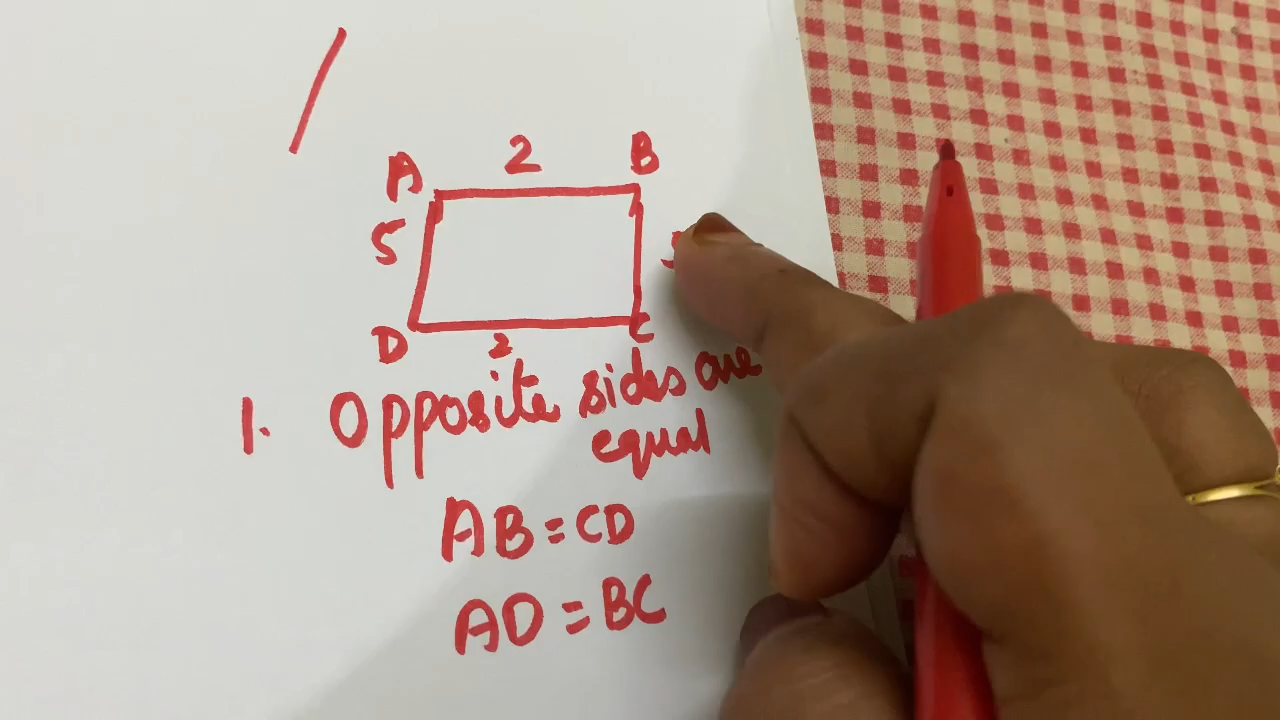 A 2 B
5
D 2 C
1. Opposite sides are
equal
AB = CD
AD = BC